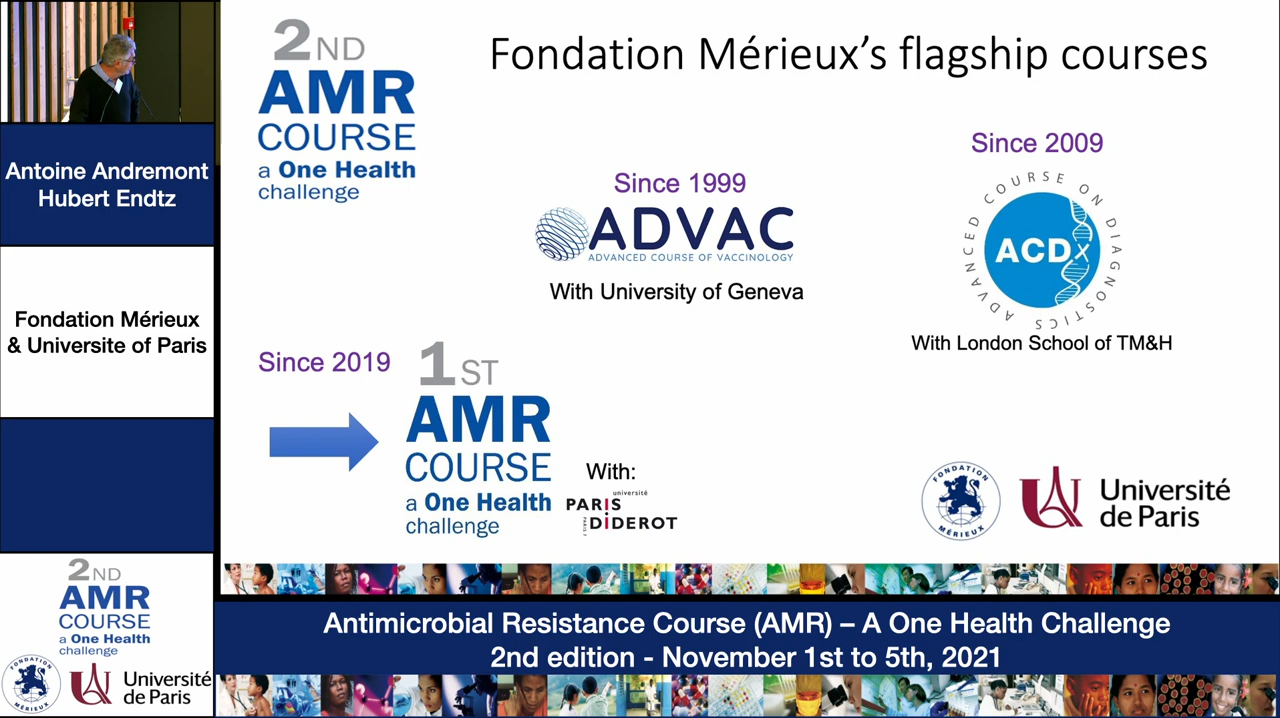 Antoine Andremont
Hubert Endtz
Fondation Mérieux
& Universite of Paris
2ND
AMR
COURSE
a One Health
challenge
FONDATION
MÉRIEUX
Université
de Paris
2ND
AMR
COURSE
a One Health
challenge
Fondation Mérieux's flagship courses
Since 1999
ADVAC
ADVANCED COURSE OF VACCINOLOGY
With University of Geneva
Since 2009
ADVANCED COURSE ON DIAGNOSTICS
ACDx
With London School of TM&H
Since 2019
1ST
AMR
COURSE
a One Health
challenge
With:
université
PARIS
DIDEROT
PARIS 7
FONDATION
MÉRIEUX
Université
de Paris
Antimicrobial Resistance Course (AMR) – A One Health Challenge
2nd edition - November 1st to 5th, 2021